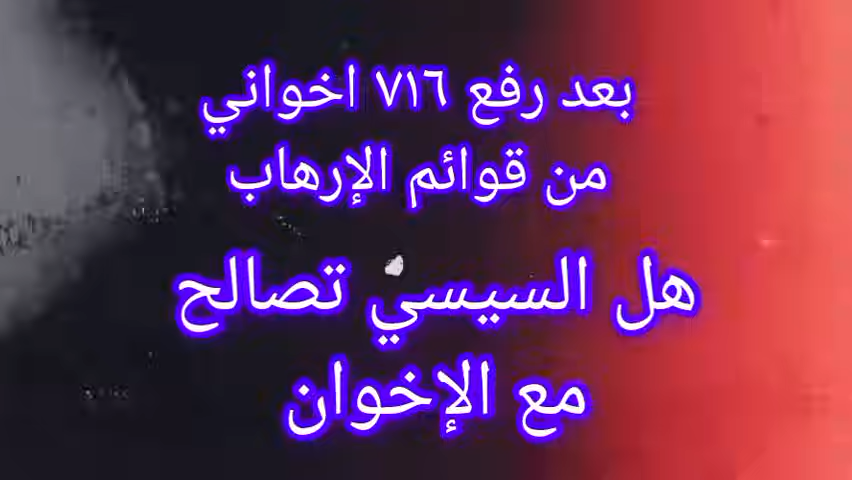 بعد رفع ٧١٦ اخواني
من قوائم الإرهاب
هل السيسي تصالح
مع الإخوان